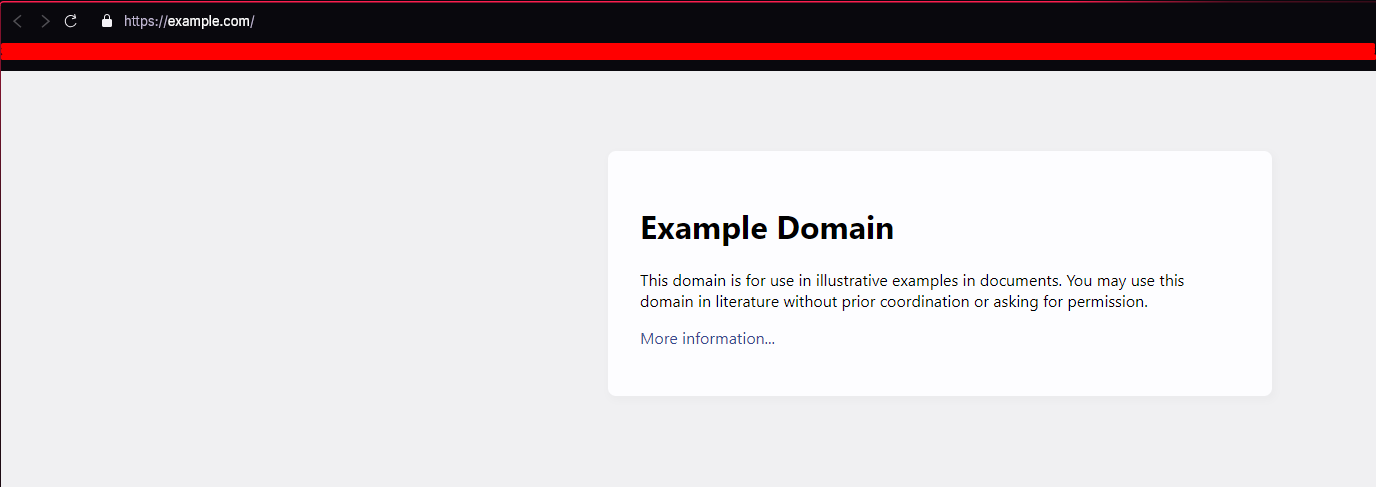 https://example.com/
Example Domain
This domain is for use in illustrative examples in documents. You may use this
domain in literature without prior coordination or asking for permission.
More information...